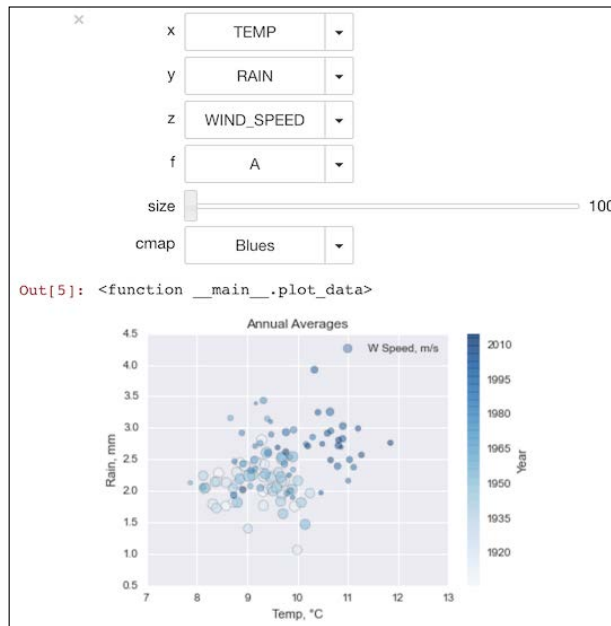 ×
x TEMP
y RAIN
z WIND_SPEED
f A
size 100
cmap Blues
Out[5]: <function __main__.plot_data>
Annual Averages
W Speed, m/s
4.5
4.0
3.5
3.0
2.5
2.0
1.5
1.0
0.5
Rain, mm
7 8 9 10 11 12 13
Temp, °C
2010
1995
1980
1965
1950
1935
1920
Year